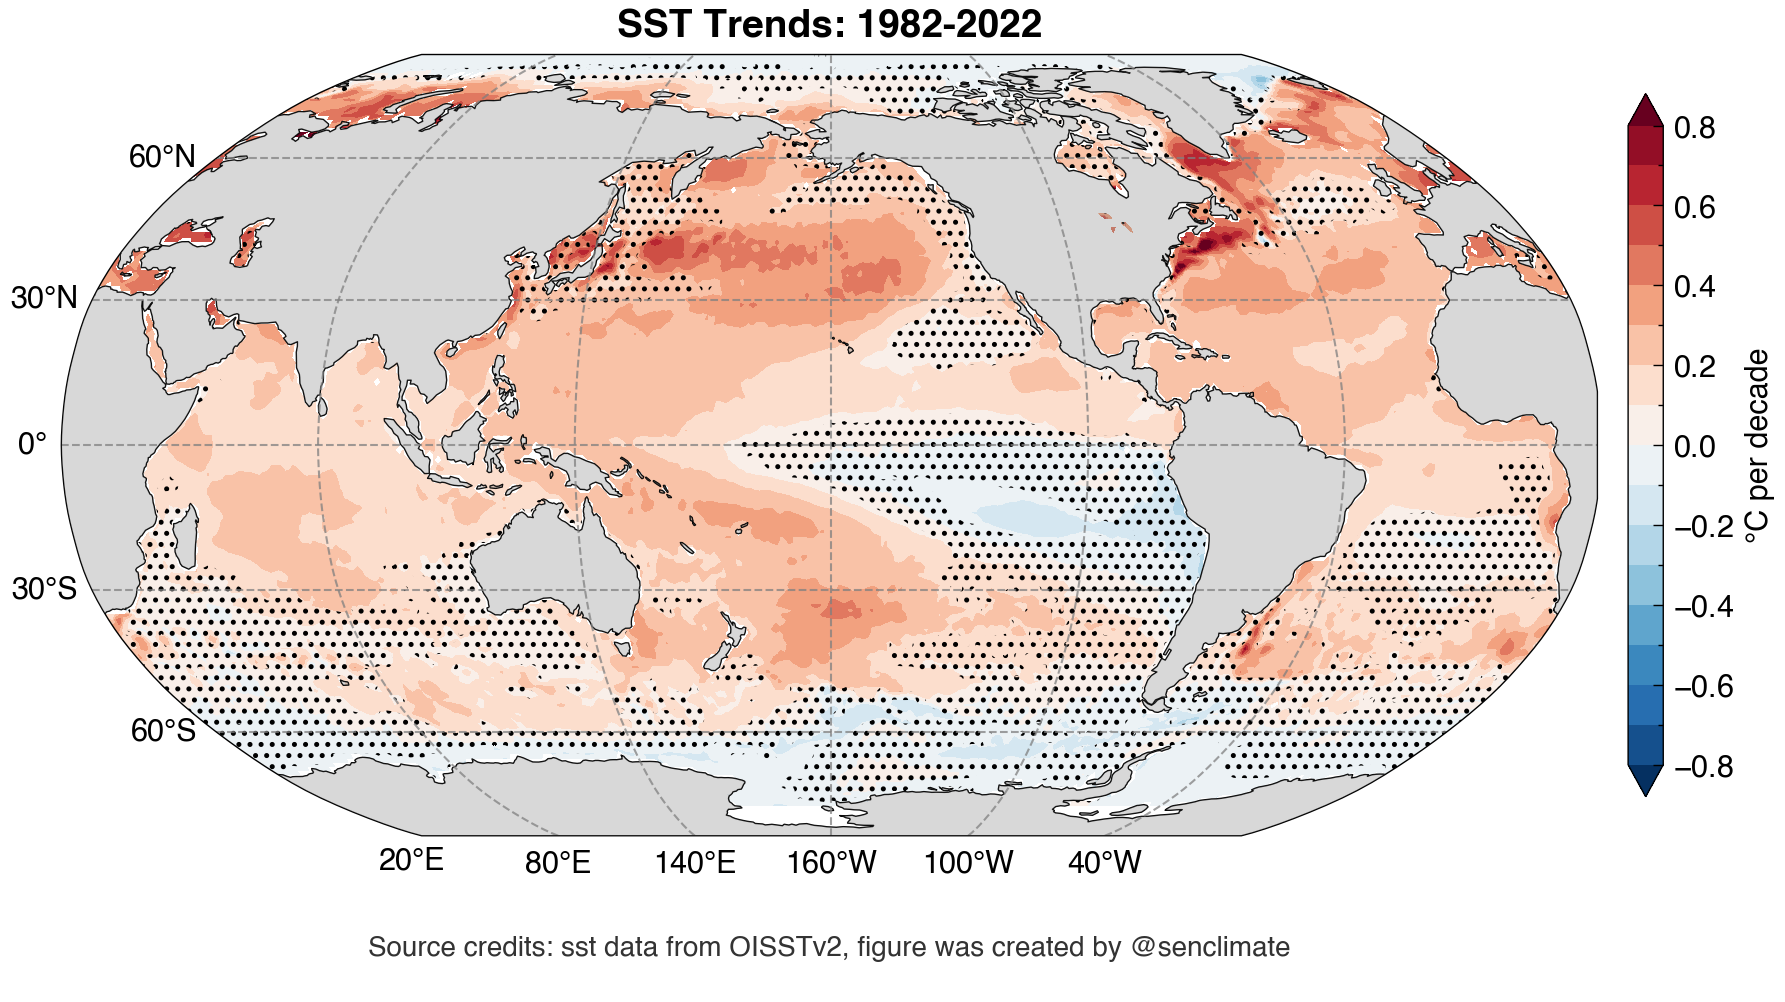 SST Trends: 1982-2022
60°N
30°N
0°
30°S
60°S
20°E 80°E 140°E 160°W 100°W 40°W
0.8
0.6
0.4
0.2
0.0
−0.2
−0.4
−0.6
−0.8
°C per decade
Source credits: sst data from OISSTv2, figure was created by @senclimate